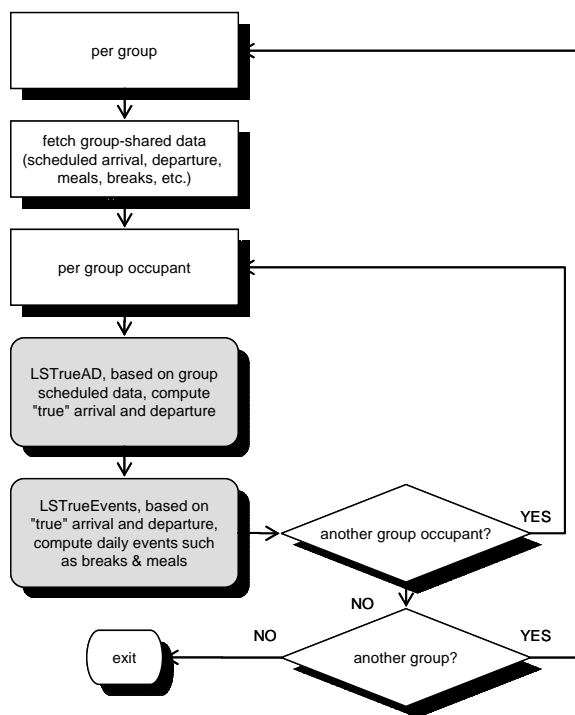 per group
fetch group-shared data
(scheduled arrival, departure,
meals, breaks, etc.)
per group occupant
LSTrueAD, based on group
scheduled data, compute
"true" arrival and departure
LSTrueEvents, based on
"true" arrival and departure,
compute daily events such
as breaks & meals
another group occupant?
YES
NO
another group?
YES
NO
exit